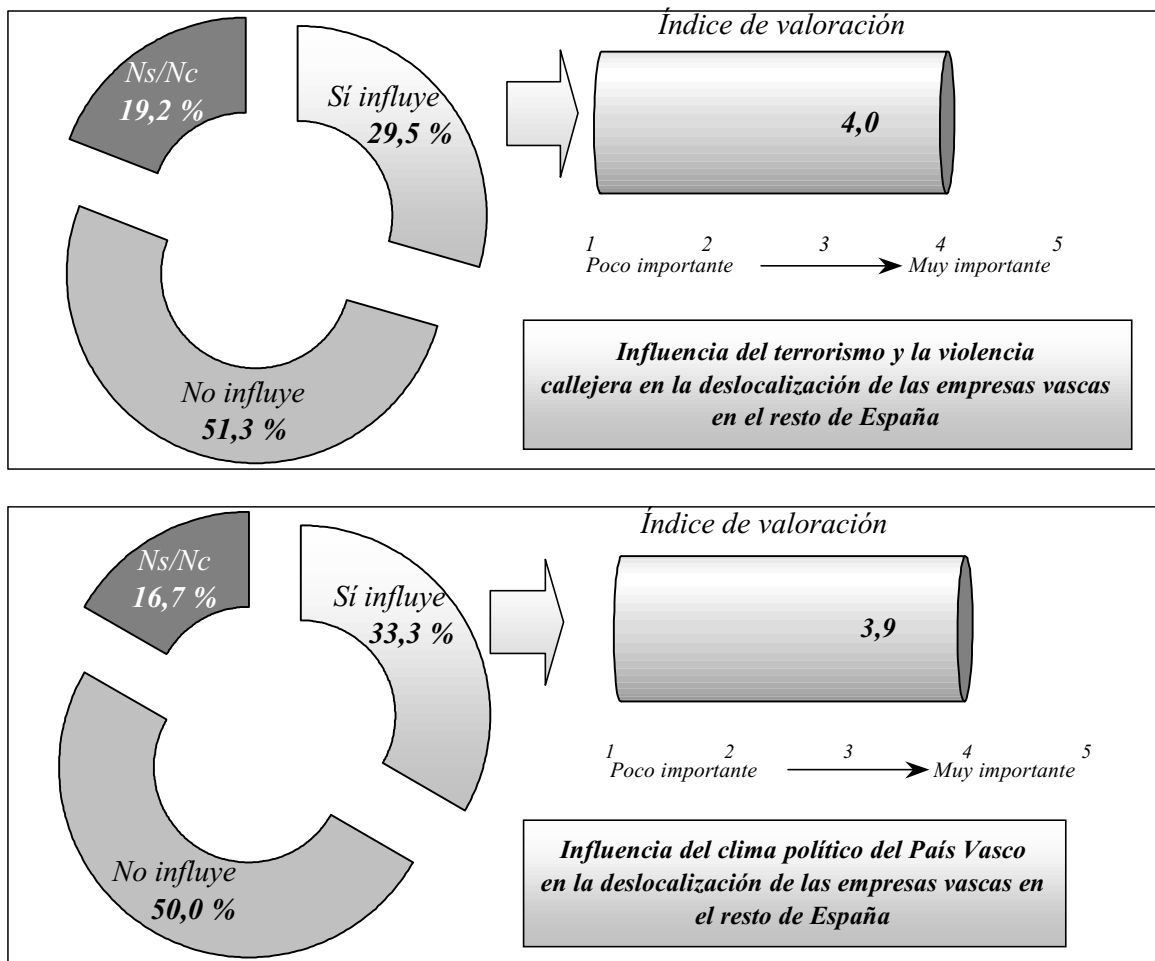 Índice de valoración
Ns/Nc
19,2 %
Sí influye
29,5 %
4,0
No influye
51,3 %
1 2 3 4 5
Poco importante Muy importante
Influencia del terrorismo y la violencia
callejera en la deslocalización de las empresas vascas
en el resto de España
Índice de valoración
Ns/Nc
16,7 %
Sí influye
33,3 %
3,9
No influye
50,0 %
1 2 3 4 5
Poco importante Muy importante
Influencia del clima político del País Vasco
en la deslocalización de las empresas vascas en
el resto de España